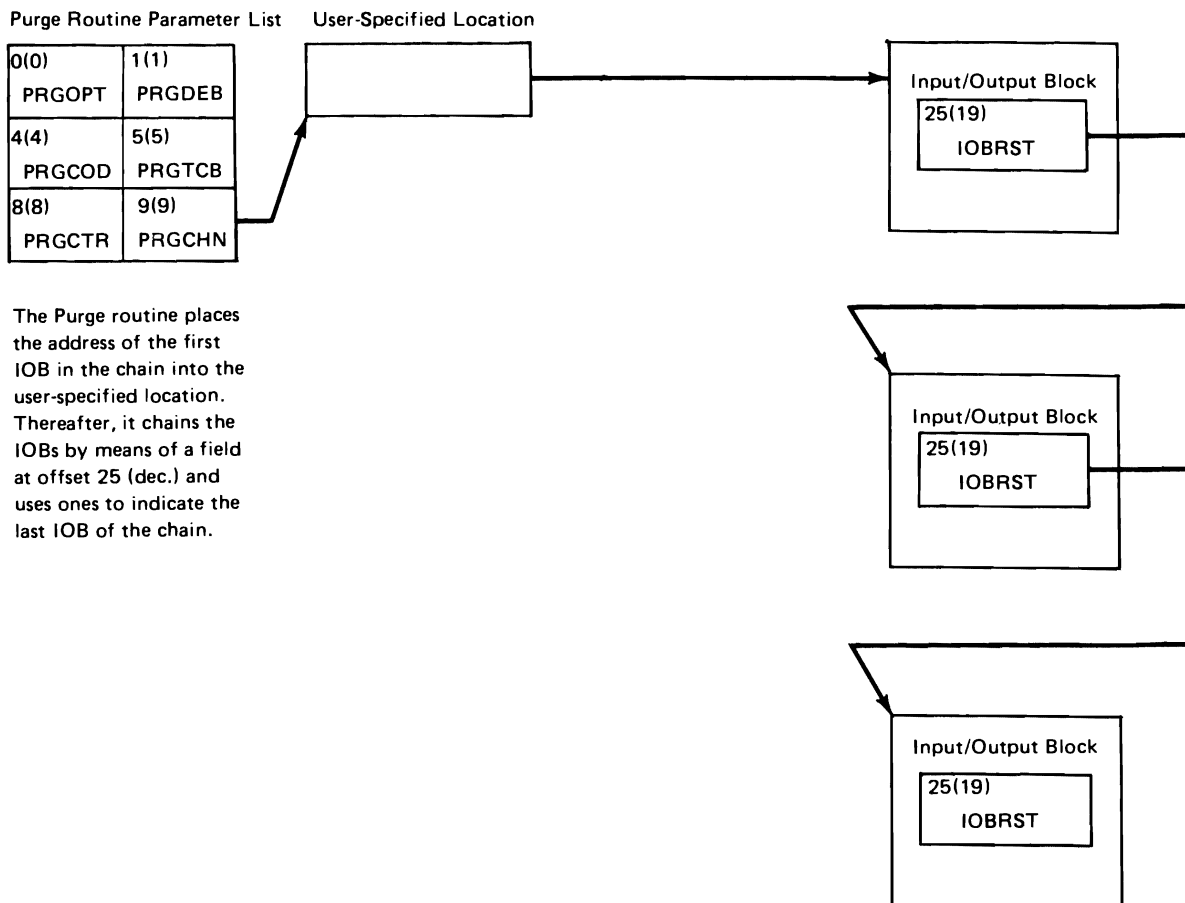 Purge Routine Parameter List
User-Specified Location
0(0)
1(1)
PRGOPT
PRGDEB
4(4)
5(5)
PRGCOD
PRGTCB
8(8)
9(9)
PRGCTR
PRGCHN
Input/Output Block
25(19)
IOBRST
The Purge routine places
the address of the first
IOB in the chain into the
user-specified location.
Thereafter, it chains the
IOBs by means of a field
at offset 25 (dec.) and
uses ones to indicate the
last IOB of the chain.
Input/Output Block
25(19)
IOBRST
Input/Output Block
25(19)
IOBRST